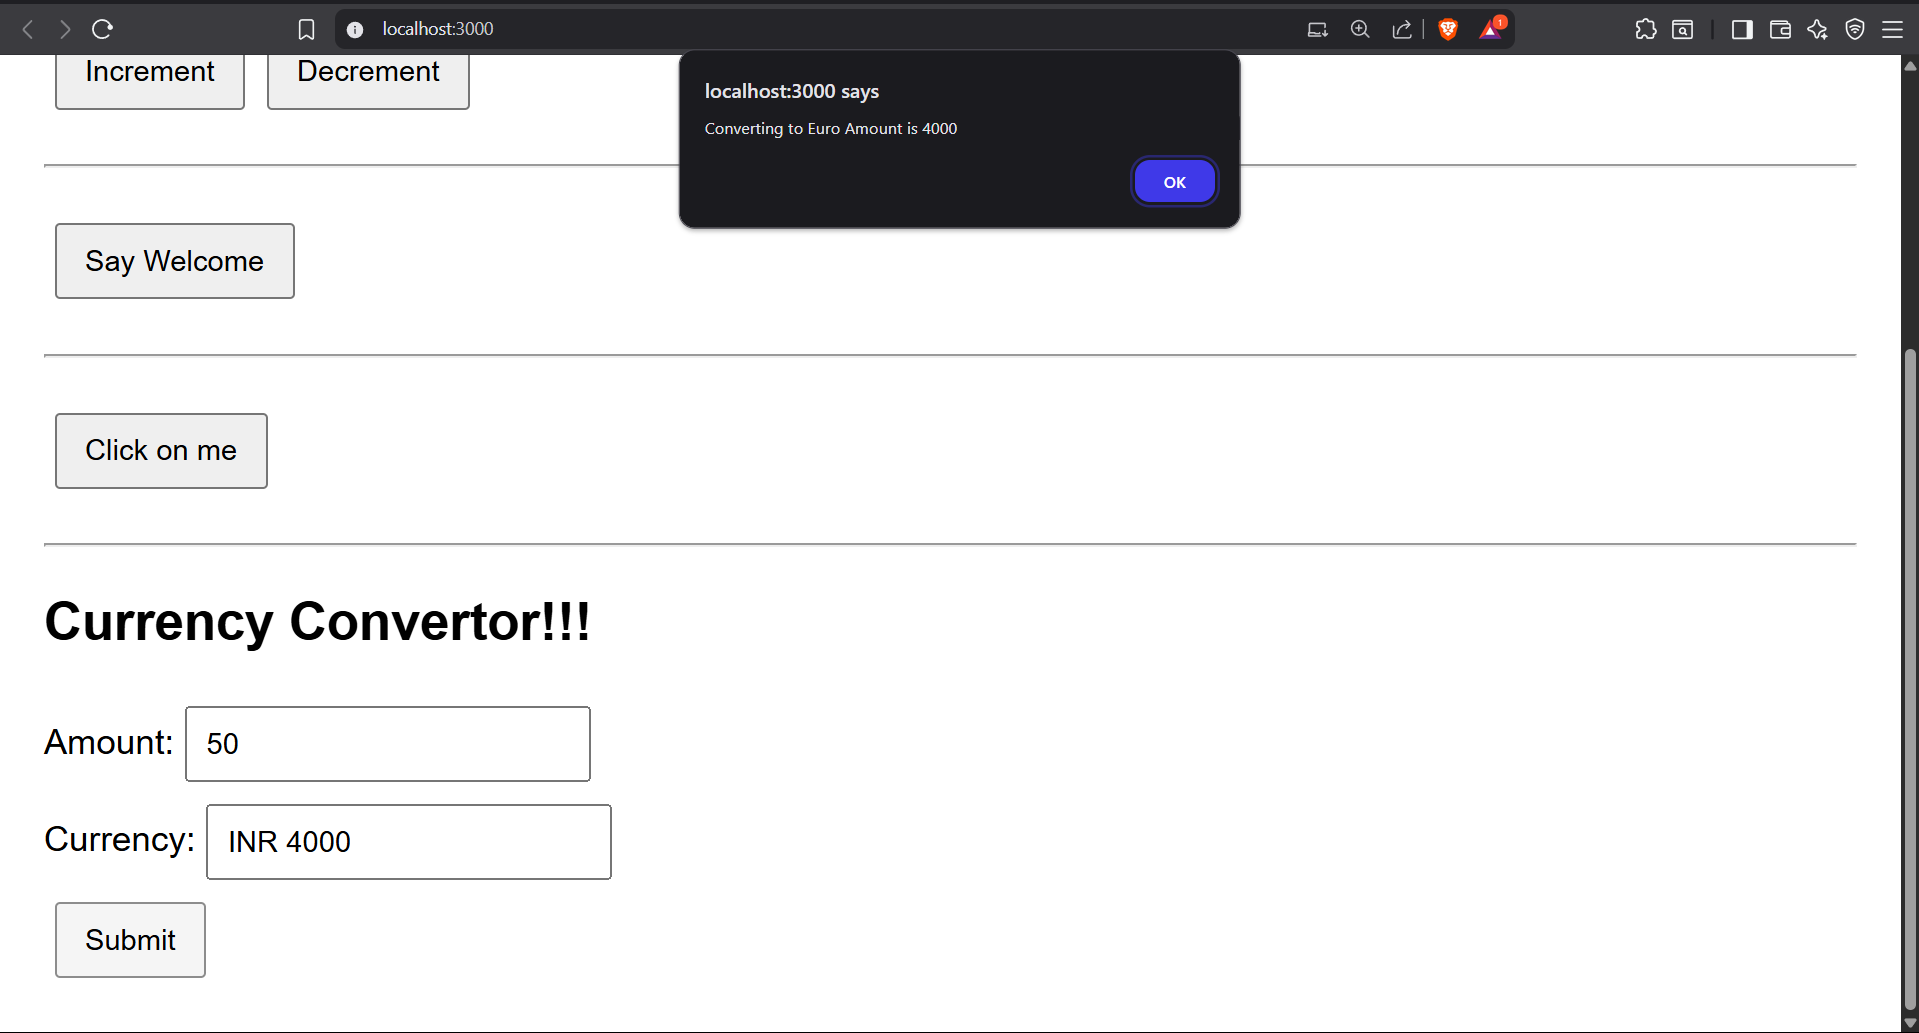 localhost:3000
1
Increment Decrement
localhost:3000 says
Converting to Euro Amount is 4000
OK
Say Welcome
Click on me
Currency Convertor!!!
Amount: 50
Currency: INR 4000
Submit